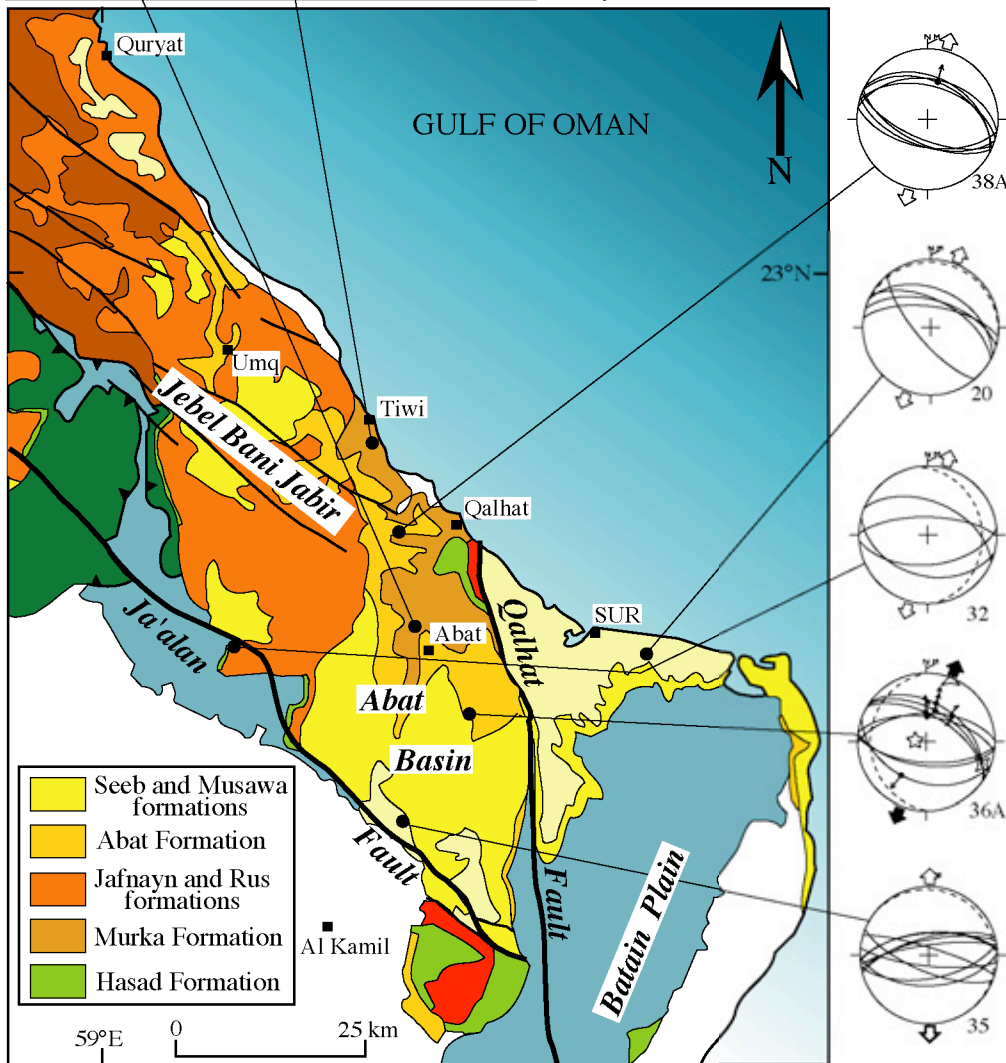 Quryat
GULF OF OMAN
N
38A
23°N
Umq
20
Jebel Bani Jabir
Tiwi
Qalhat
32
Ja'alan
Abat
Qalhat
SUR
Abat
Basin
36A
Seeb and Musawa
formations
Abat Formation
Jafnayn and Rus
formations
Murka Formation
Hasad Formation
Fault
Fault
Batain Plain
Al Kamil
35
59°E
0
25 km